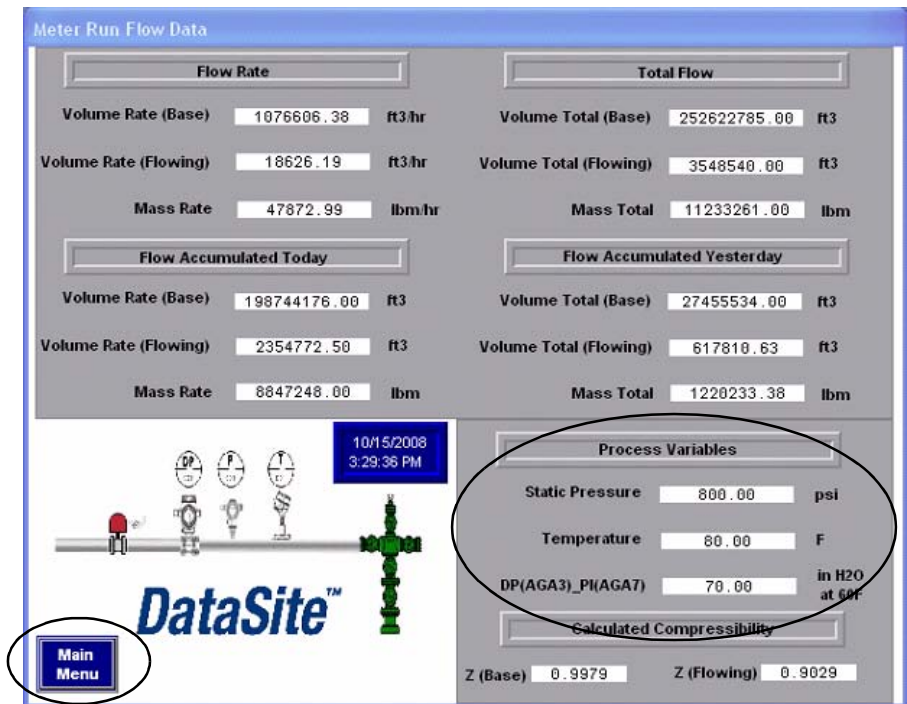 Meter Run Flow Data
Flow Rate
Volume Rate (Base) 1076606.38 ft3/hr
Volume Rate (Flowing) 18626.19 ft3/hr
Mass Rate 47872.99 lbm/hr
Total Flow
Volume Total (Base) 252622785.00 ft3
Volume Total (Flowing) 3548540.00 ft3
Mass Total 11233261.00 lbm
Flow Accumulated Today
Volume Rate (Base) 198744176.00 ft3
Volume Rate (Flowing) 2354772.50 ft3
Mass Rate 8847248.00 lbm
Flow Accumulated Yesterday
Volume Total (Base) 27455534.00 ft3
Volume Total (Flowing) 617810.63 ft3
Mass Total 1220233.38 lbm
10/15/2008
3:29:36 PM
DP P T
DataSite™
Main
Menu
Process Variables
Static Pressure 800.00 psi
Temperature 80.00 F
DP(AGA3)_PI(AGA7) 70.00 in H2O
at 60F
Calculated Compressibility
Z (Base) 0.9979 Z (Flowing) 0.9029